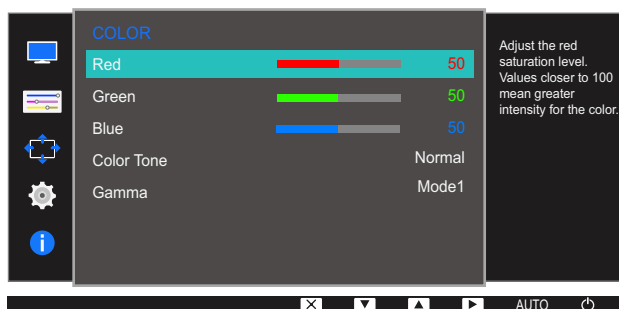 COLOR
Red 50
Green 50
Blue 50
Color Tone Normal
Gamma Mode1
Adjust the red
saturation level.
Values closer to 100
mean greater
intensity for the color.
AUTO